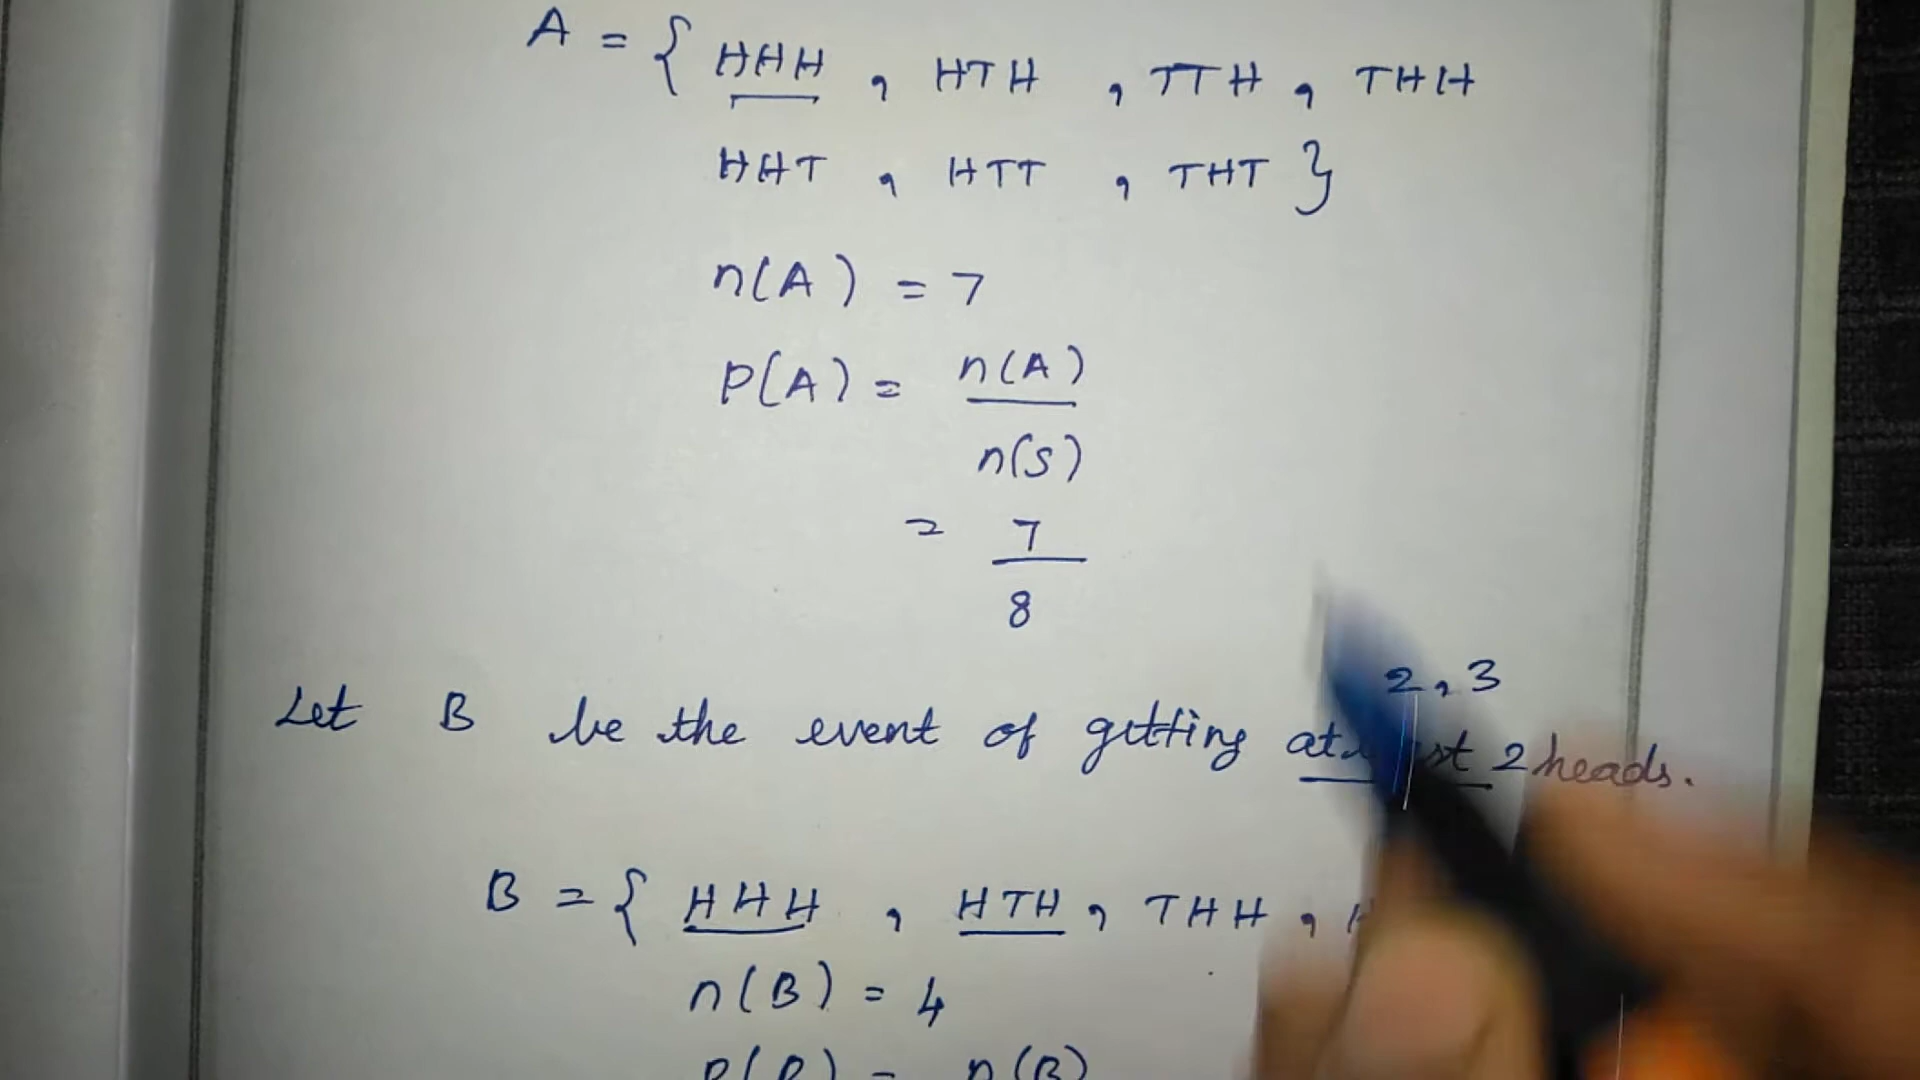 A = { HHH , HTH , TTH , THH
HHT , HTT , THT }
n(A) = 7
P(A) = n(A)
n(S)
= 7
8
2, 3
Let B be the event of getting 2 heads.
B = { HHH , HTH , THH ,
n(B) = 4
= n(B)